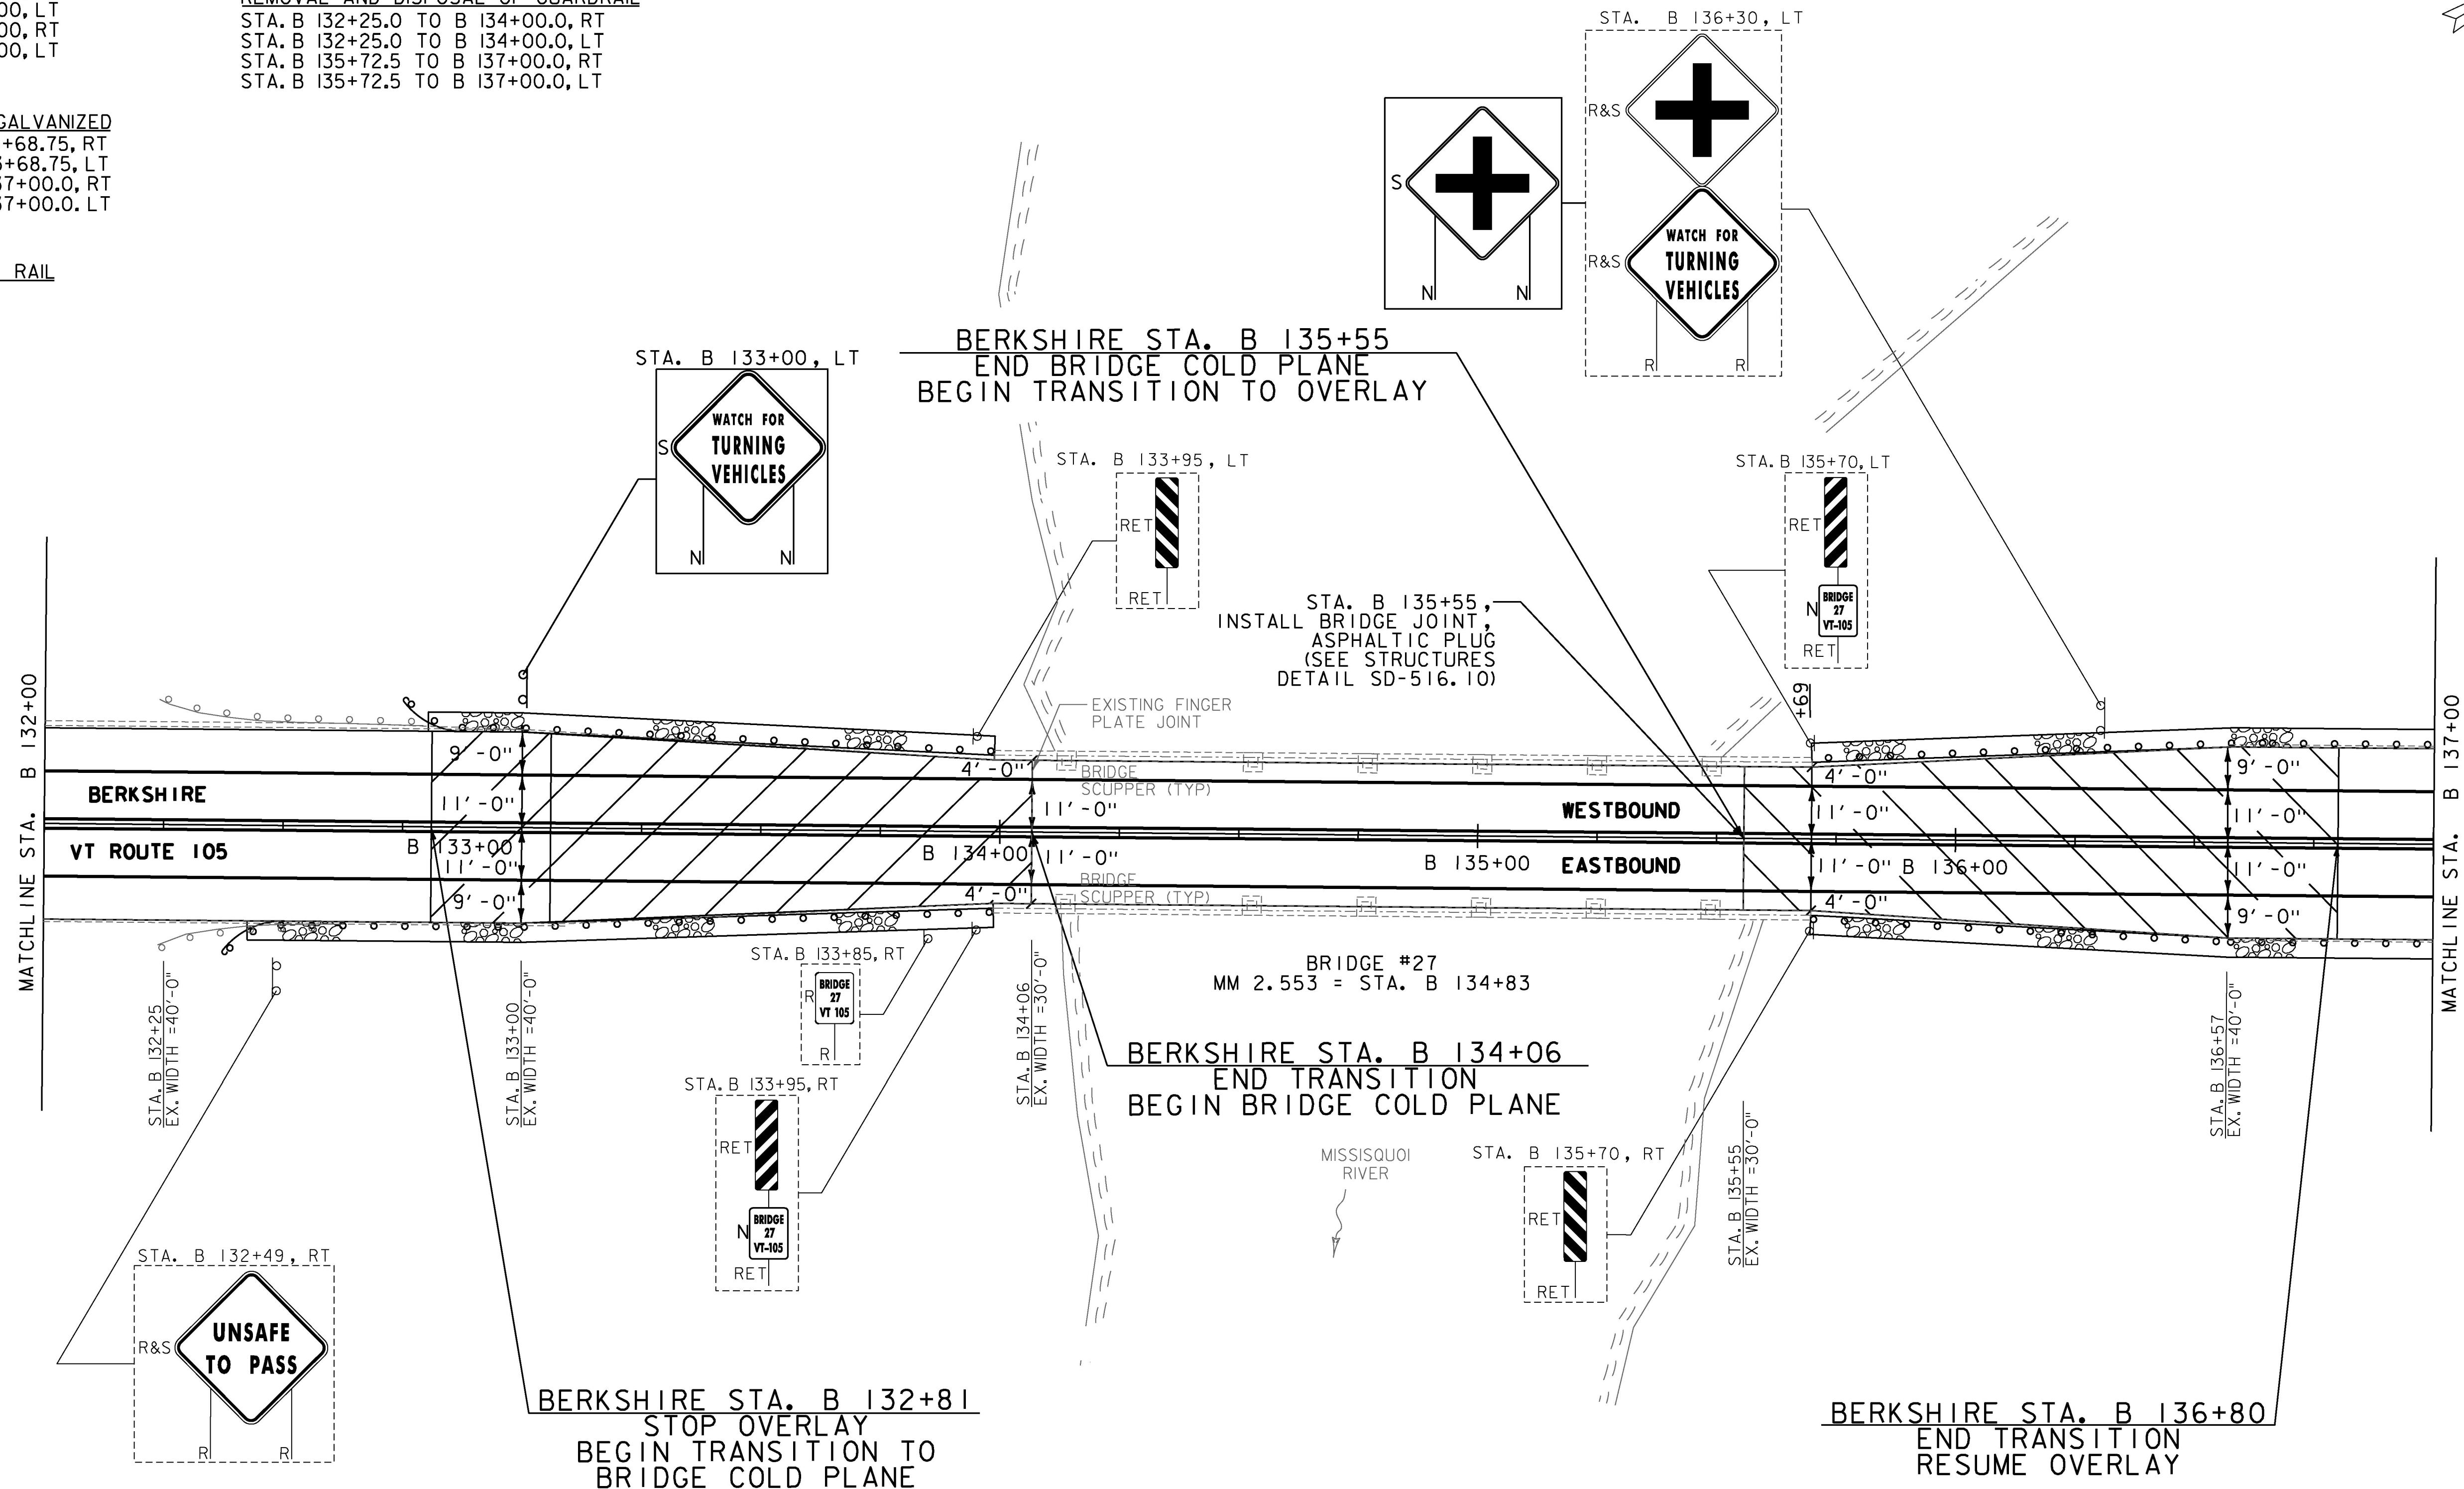 00, LT
00, RT
00, LT
REMOVAL AND DISPOSAL OF GUARDRAIL
STA. B 132+25.0 TO B 134+00.0, RT
STA. B 132+25.0 TO B 134+00.0, LT
STA. B 135+72.5 TO B 137+00.0, RT
STA. B 135+72.5 TO B 137+00.0, LT
GALVANIZED
+68.75, RT
+68.75, LT
37+00.0, RT
37+00.0. LT
RAIL
STA. B 136+30, LT
R&S
S
N
N
R&S
WATCH FOR
TURNING
VEHICLES
R
R
STA. B 133+00, LT
S
WATCH FOR
TURNING
VEHICLES
N
N
BERKSHIRE STA. B 135+55
END BRIDGE COLD PLANE
BEGIN TRANSITION TO OVERLAY
STA. B 133+95, LT
RET
RET
STA. B 135+70, LT
RET
N
BRIDGE
27
VT-105
RET
STA. B 135+55,
INSTALL BRIDGE JOINT,
ASPHALTIC PLUG
(SEE STRUCTURES
DETAIL SD-516.10)
EXISTING FINGER
PLATE JOINT
+69
MATCHLINE STA. B 132+00
MATCHLINE STA. B 137+00
9'-0"
4'-0"
BRIDGE
SCUPPER (TYP)
4'-0"
9'-0"
BERKSHIRE
11'-0"
11'-0"
WESTBOUND
11'-0"
11'-0"
VT ROUTE 105
B 133+00
11'-0"
B 134+00
11'-0"
B 135+00
EASTBOUND
11'-0"
B 136+00
11'-0"
9'-0"
4'-0"
BRIDGE
SCUPPER (TYP)
4'-0"
9'-0"
STA. B 132+25
EX. WIDTH =40'-0"
STA. B 133+00
EX. WIDTH =40'-0"
STA. B 133+85, RT
R
BRIDGE
27
VT 105
R
STA. B 134+06
EX. WIDTH =30'-0"
BRIDGE #27
MM 2.553 = STA. B 134+83
STA. B 136+57
EX. WIDTH =40'-0"
BERKSHIRE STA. B 134+06
END TRANSITION
BEGIN BRIDGE COLD PLANE
STA. B 133+95, RT
RET
N
BRIDGE
27
VT-105
RET
MISSISQUOI
RIVER
STA. B 135+70, RT
RET
RET
STA. B 135+55
EX. WIDTH =30'-0"
STA. B 132+49, RT
R&S
UNSAFE
TO PASS
R
R
BERKSHIRE STA. B 132+81
STOP OVERLAY
BEGIN TRANSITION TO
BRIDGE COLD PLANE
BERKSHIRE STA. B 136+80
END TRANSITION
RESUME OVERLAY